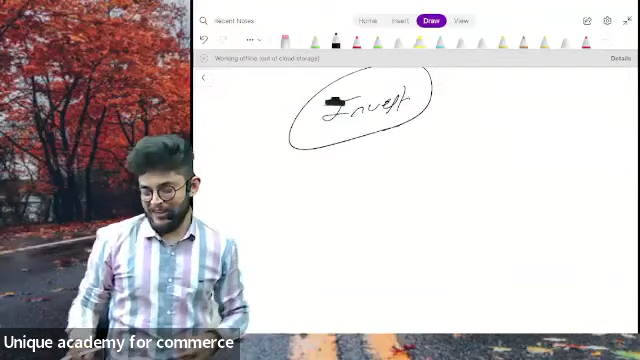 Recent Notes
Home Insert Draw View
Working offline (out of cloud storage)
Details
Invest
Unique academy for commerce